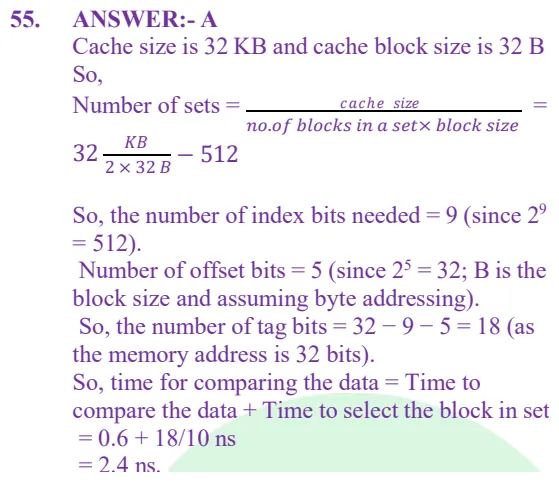 55. ANSWER:- A
Cache size is 32 KB and cache block size is 32 B
So,
Number of sets = cache size / no.of blocks in a set× block size =
32 KB / 2 × 32 B − 512
So, the number of index bits needed = 9 (since 2⁹
= 512).
Number of offset bits = 5 (since 2⁵ = 32; B is the
block size and assuming byte addressing).
So, the number of tag bits = 32 − 9 − 5 = 18 (as
the memory address is 32 bits).
So, time for comparing the data = Time to
compare the data + Time to select the block in set
= 0.6 + 18/10 ns
= 2.4 ns.